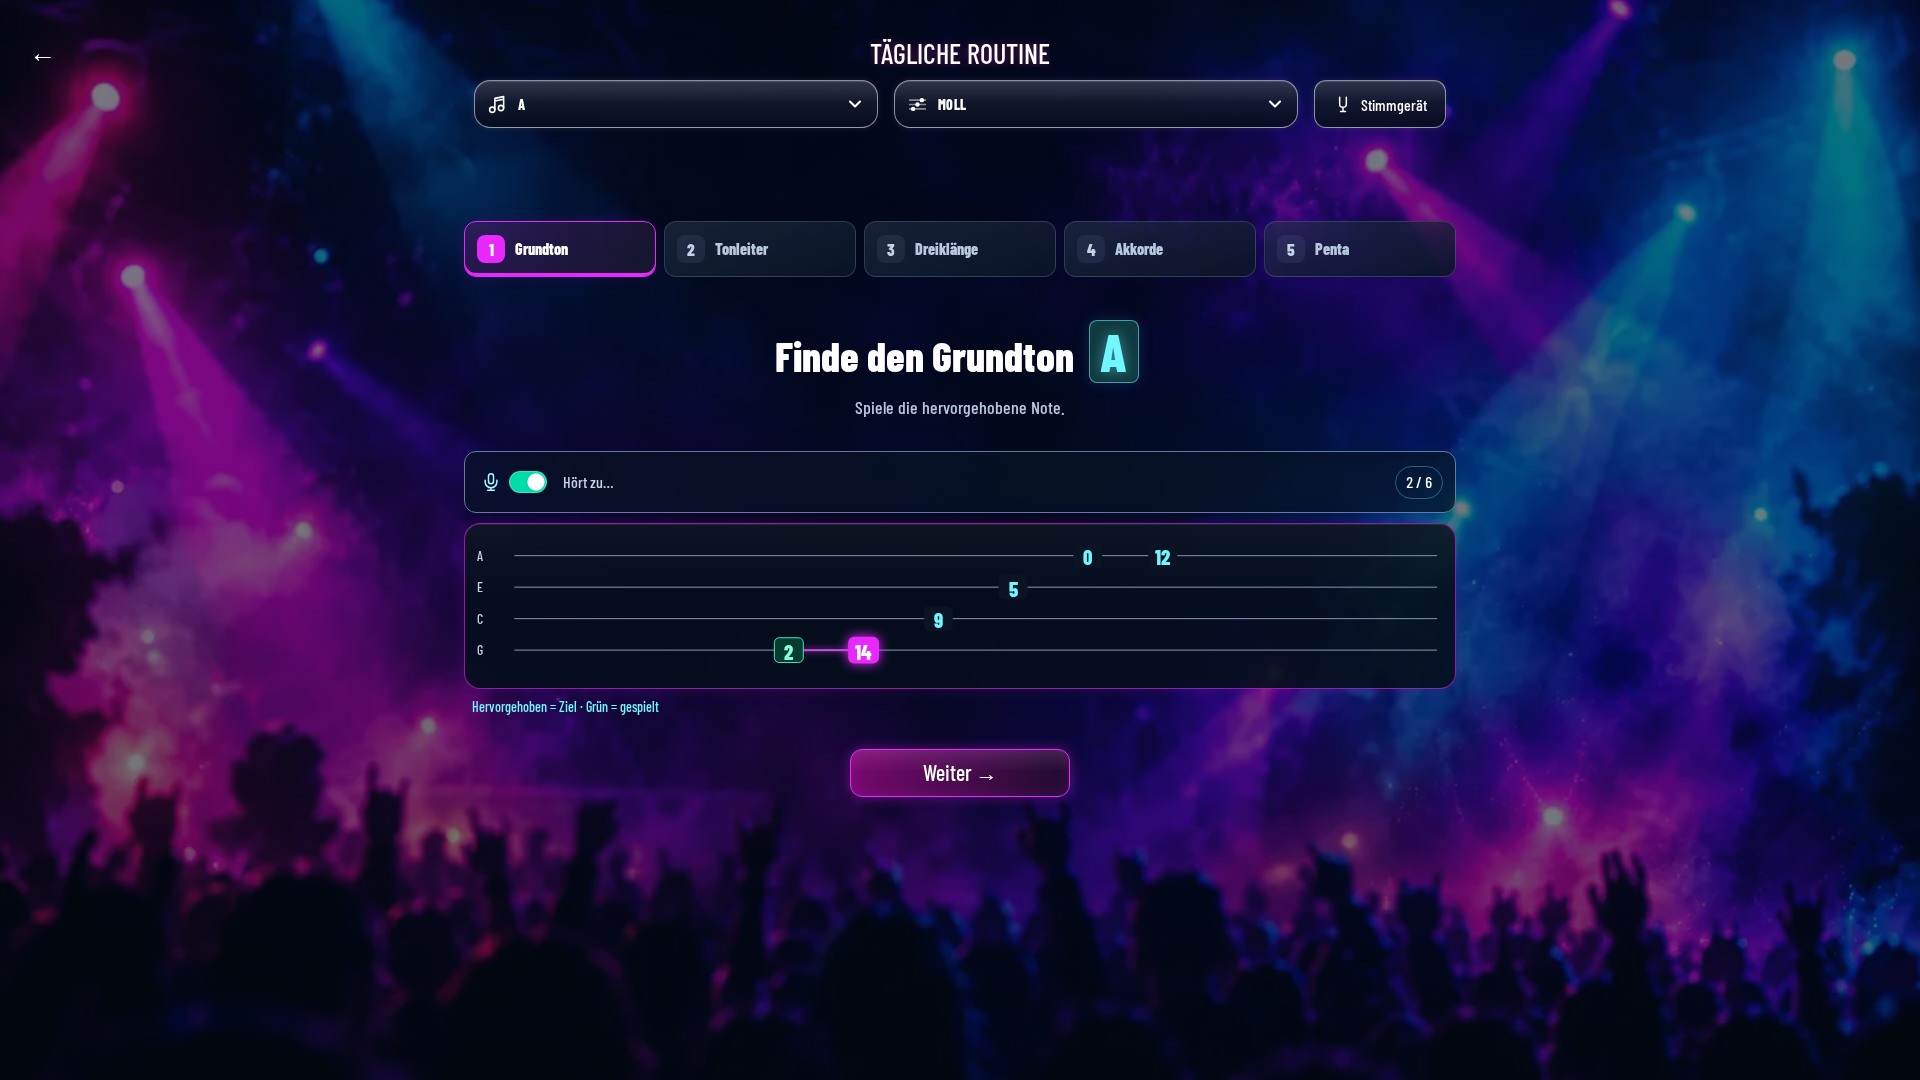 ←
TÄGLICHE ROUTINE
A
MOLL
Stimmgerät
1 Grundton
2 Tonleiter
3 Dreiklänge
4 Akkorde
5 Penta
Finde den Grundton A
Spiele die hervorgehobene Note.
Hört zu...
2 / 6
A 0 12
E 5
C 9
G 2 14
Hervorgehoben = Ziel · Grün = gespielt
Weiter →